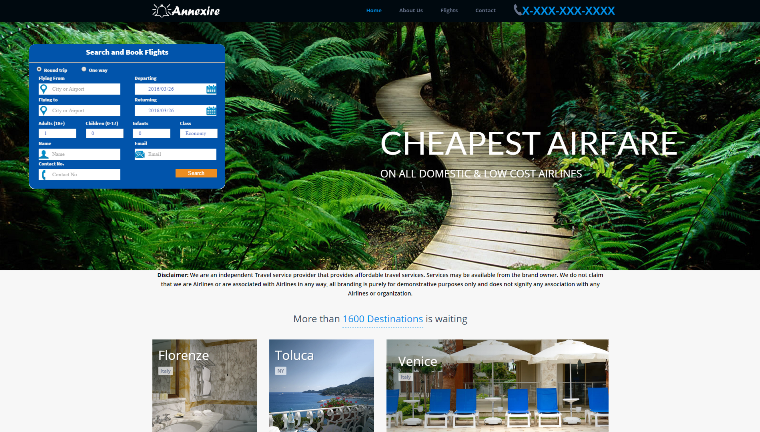 Annexire
Home About Us Flights Contact X-XXX-XXX-XXXX
Search and Book Flights
Round trip One way
Flying From Departing
City or Airport 2016/03/26
Flying to Returning
City or Airport 2016/03/26
Adults (18+) Children (0-17) Infants Class
1 0 0 Economy
Name Email
Name Email
Contact No.
Contact No
Search
CHEAPEST AIRFARE
ON ALL DOMESTIC & LOW COST AIRLINES
Disclaimer: We are an independent Travel service provider that provides affordable travel services. Services may be available from the brand owner. We do not claim
that we are Airlines or are associated with Airlines in any way, all branding is purely for demonstrative purposes only and does not signify any association with any
Airlines or organization.
More than 1600 Destinations is waiting
Florenze Toluca Venice
Italy NY Italy